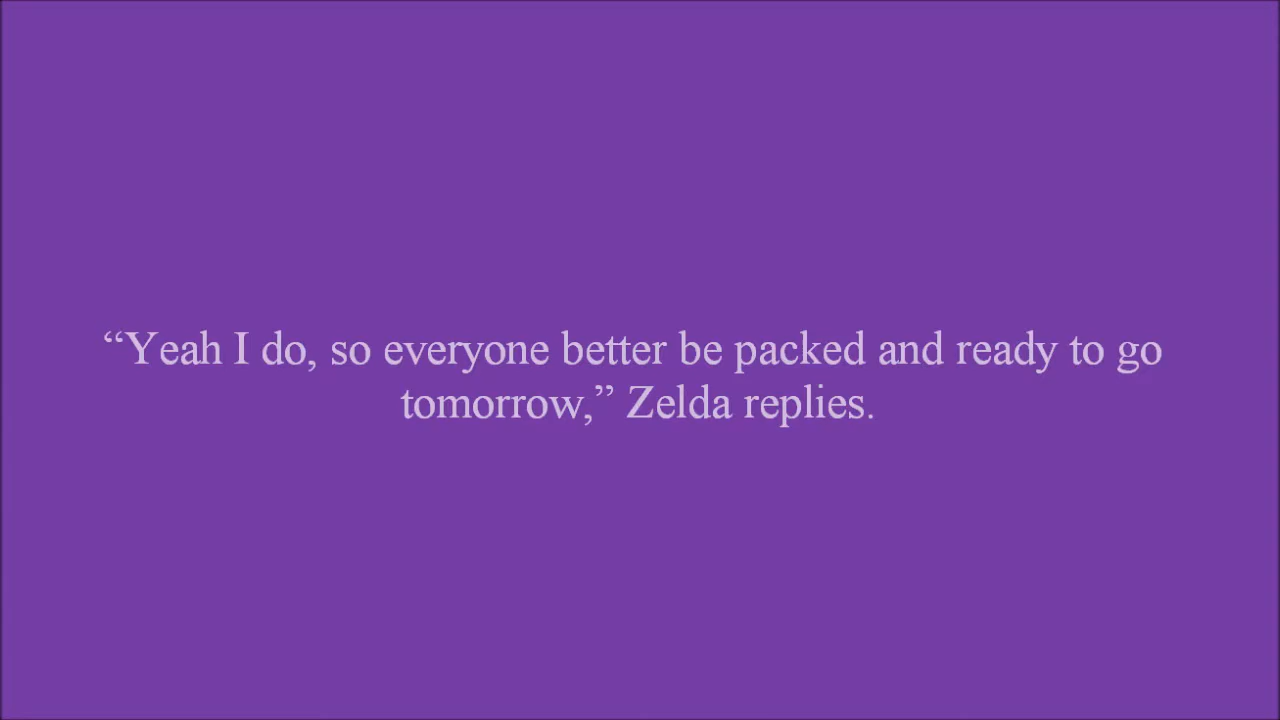 “Yeah I do, so everyone better be packed and ready to go
tomorrow,” Zelda replies.